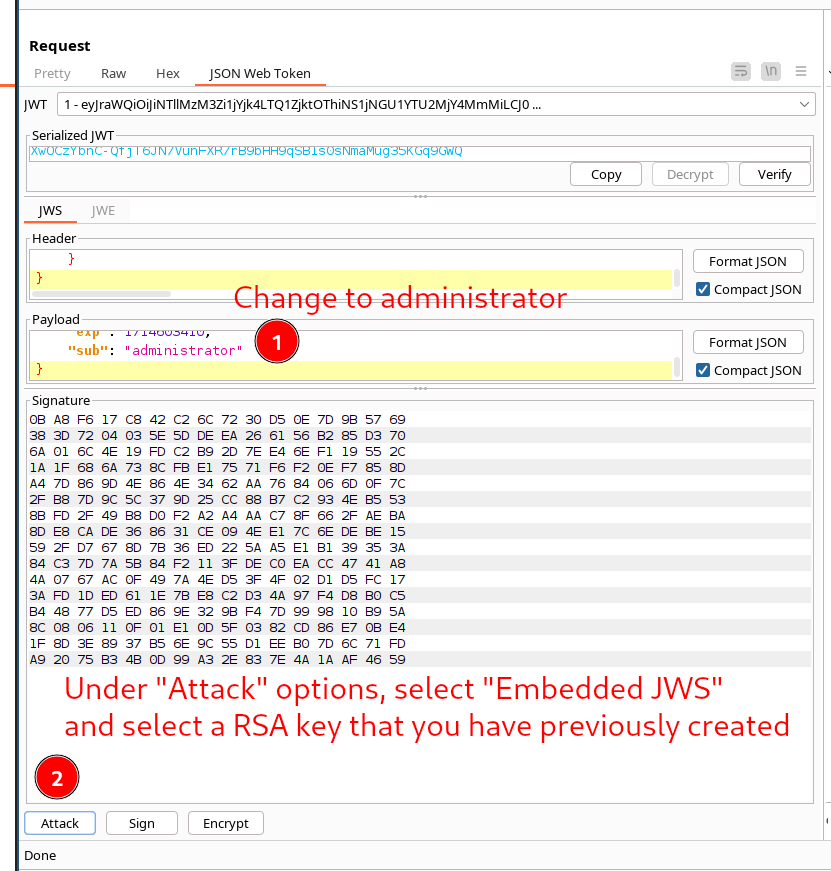 Request
Pretty Raw Hex JSON Web Token
JWT 1 - eyJraWQiOiJiNTllMzM3Zi1jYjk4LTQ1ZjktOThiNS1jNGU1YTU2MjY4MmMiLCJ0 ...
Serialized JWT
XwOCzYbnC-QfjT6JN7VunFXR7rB9bHH9qSB1s0sNmaMug35KGq9GWQ
Copy Decrypt Verify
JWS JWE
Header
}
}
Format JSON
Compact JSON
Change to administrator
Payload
"exp": 1714603410,
1
"sub": "administrator"
}
Format JSON
Compact JSON
Signature
0B A8 F6 17 C8 42 C2 6C 72 30 D5 0E 7D 9B 57 69
38 3D 72 04 03 5E 5D DE EA 26 61 56 B2 85 D3 70
6A 01 6C 4E 19 FD C2 B9 2D 7E E4 6E F1 19 55 2C
1A 1F 68 6A 73 8C FB E1 75 71 F6 F2 0E F7 85 8D
A4 7D 86 9D 4E 86 4E 34 62 AA 76 84 06 6D 0F 7C
2F B8 7D 9C 5C 37 9D 25 CC 88 B7 C2 93 4E B5 53
8B FD 2F 49 B8 D0 F2 A2 A4 AA C7 8F 66 2F AE BA
8D E8 CA DE 36 86 31 CE 09 4E E1 7C 6E DE BE 15
59 2F D7 67 8D 7B 36 ED 22 5A A5 E1 B1 39 35 3A
84 C3 7D 7A 5B 84 F2 11 3F DE C0 EA CC 47 41 A8
4A 07 67 AC 0F 49 7A 4E D5 3F 4F 02 D1 D5 FC 17
3A FD 1D ED 61 1E 7B E8 C2 D3 4A 97 F4 D8 B0 C5
B4 48 77 D5 ED 86 9E 32 9B F4 7D 99 98 10 B9 5A
8C 08 06 11 0F 01 E1 0D 5F 03 82 CD 86 E7 0B E4
1F 8D 3E 89 37 B5 6E 9C 55 D1 EE B0 7D 6C 71 FD
A9 20 75 B3 4B 0D 99 A3 2E 83 7E 4A 1A AF 46 59
Under "Attack" options, select "Embedded JWS"
and select a RSA key that you have previously created
2
Attack Sign Encrypt
Done